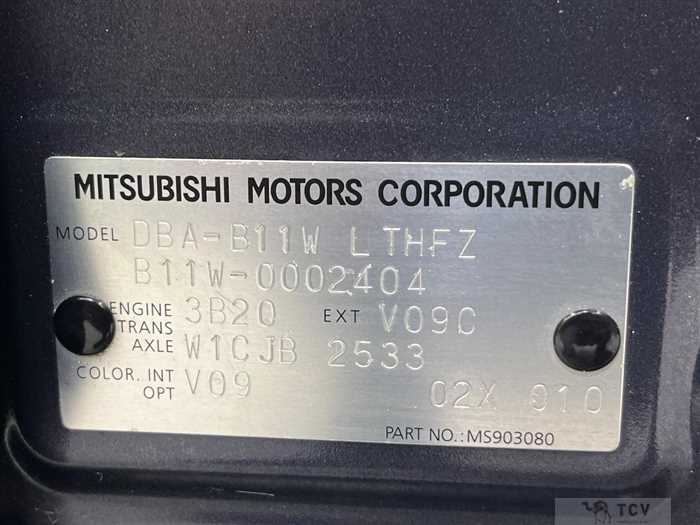 MITSUBISHI MOTORS CORPORATION
MODEL DBA-B11W LTHFZ
B11W-0002404
ENGINE 3B20 EXT V09C
TRANS AXLE W1CJB 2533
COLOR. INT OPT V09 02X 010
PART NO.:MS903080
TCV